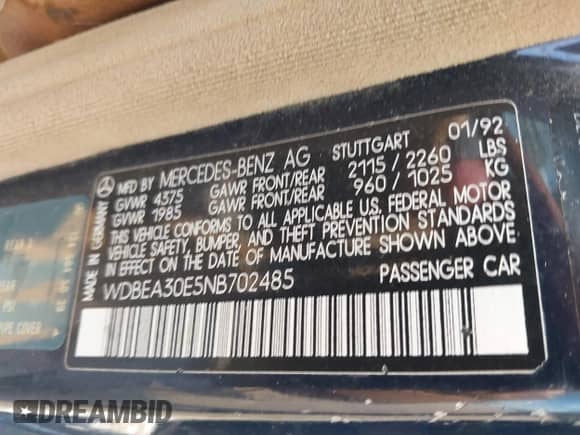 MFD BY MERCEDES-BENZ AG STUTTGART 01/92
GVWR 4375 GAWR FRONT/REAR 2115 / 2260 LBS
GVWR 1985 GAWR FRONT/REAR 960 / 1025 KG
THIS VEHICLE CONFORMS TO ALL APPLICABLE U.S. FEDERAL MOTOR
VEHICLE SAFETY, BUMPER, AND THEFT PREVENTION STANDARDS
IN EFFECT ON THE DATE OF MANUFACTURE SHOWN ABOVE.
WDBEA30E5NB702485 PASSENGER CAR
MADE IN GERMANY
PSI
COVER
DREAMBID